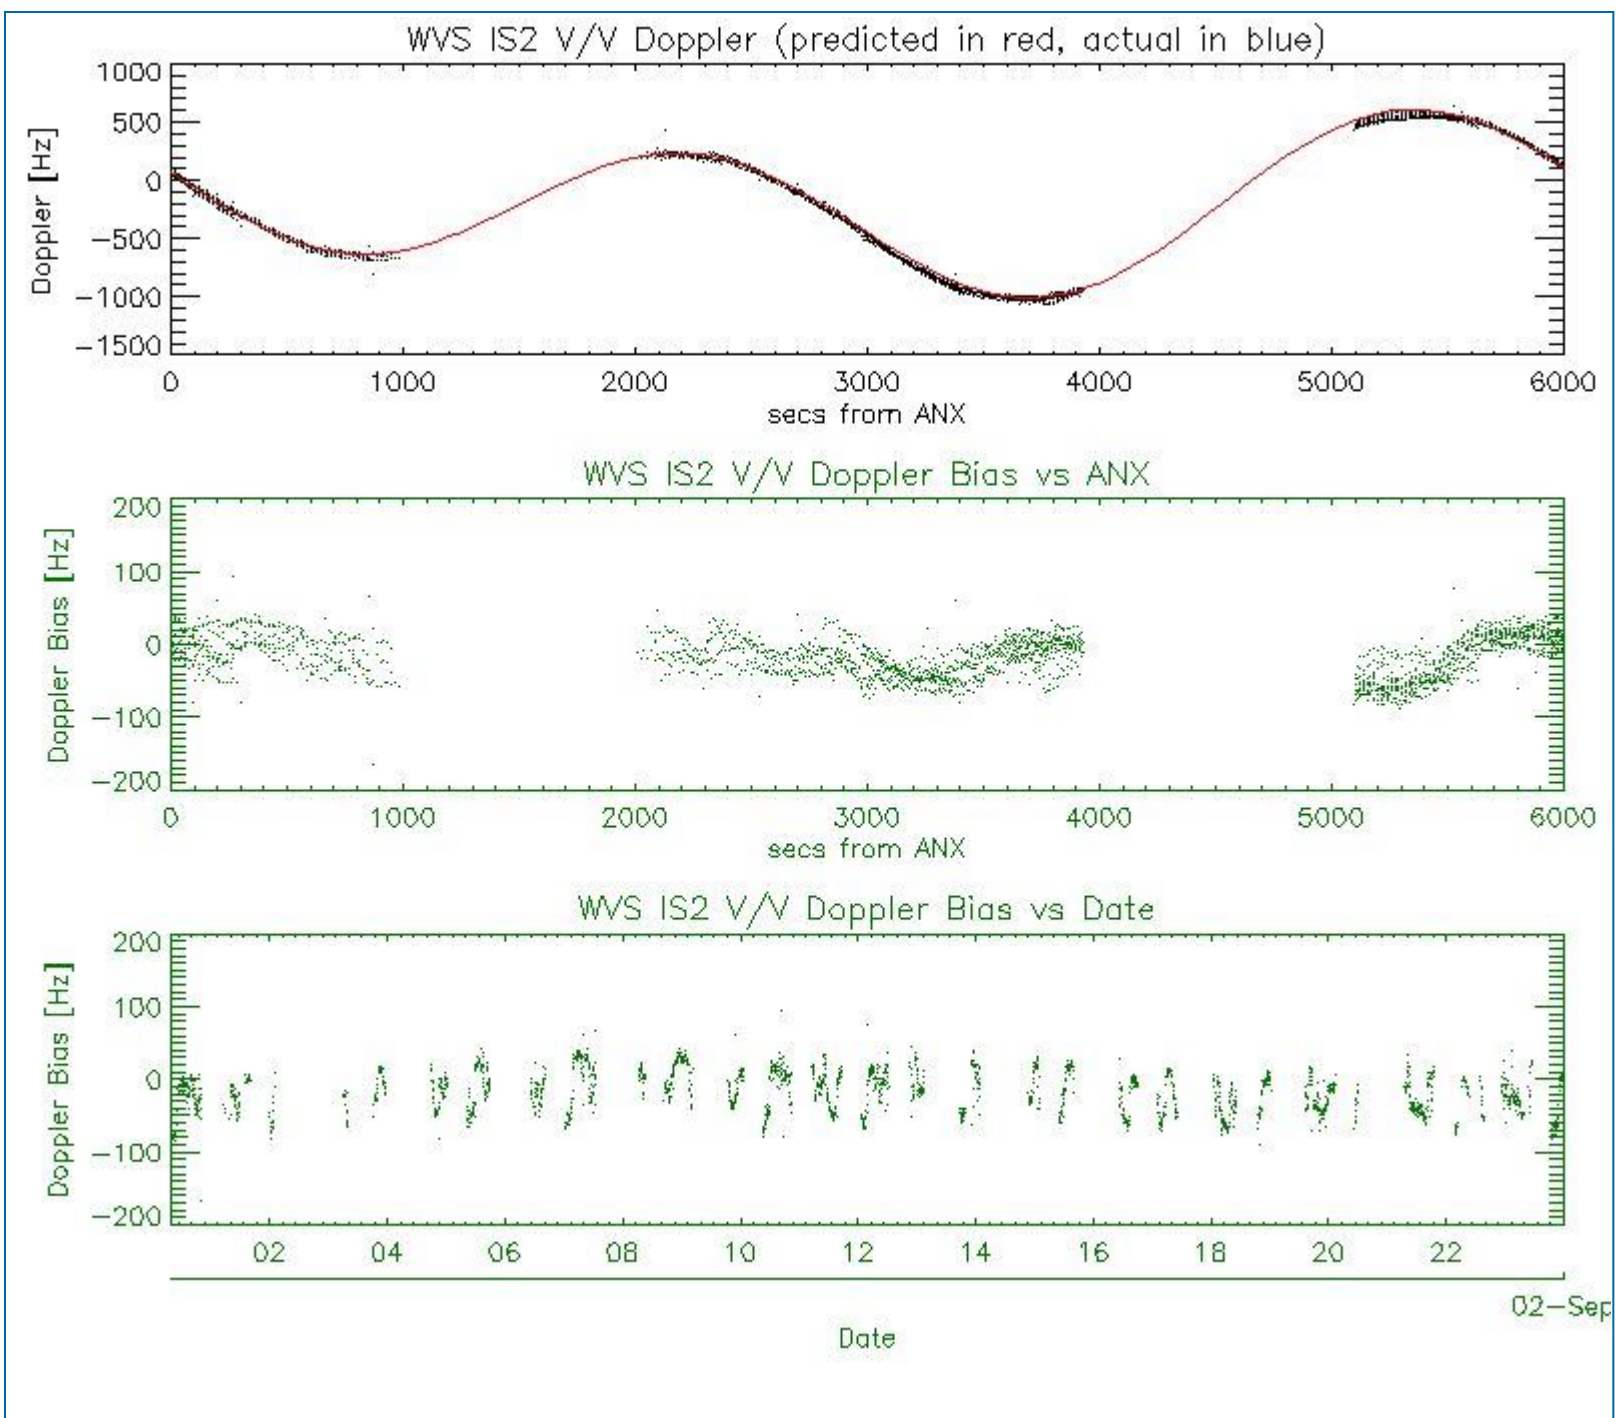 WVS IS2 V/V Doppler (predicted in red, actual in blue)
Doppler [Hz]
1000
500
0
−500
−1000
−1500
0 1000 2000 3000 4000 5000 6000
secs from ANX
WVS IS2 V/V Doppler Bias vs ANX
Doppler Bias [Hz]
200
100
0
−100
−200
0 1000 2000 3000 4000 5000 6000
secs from ANX
WVS IS2 V/V Doppler Bias vs Date
Doppler Bias [Hz]
200
100
0
−100
−200
02 04 06 08 10 12 14 16 18 20 22
02−Sep
Date